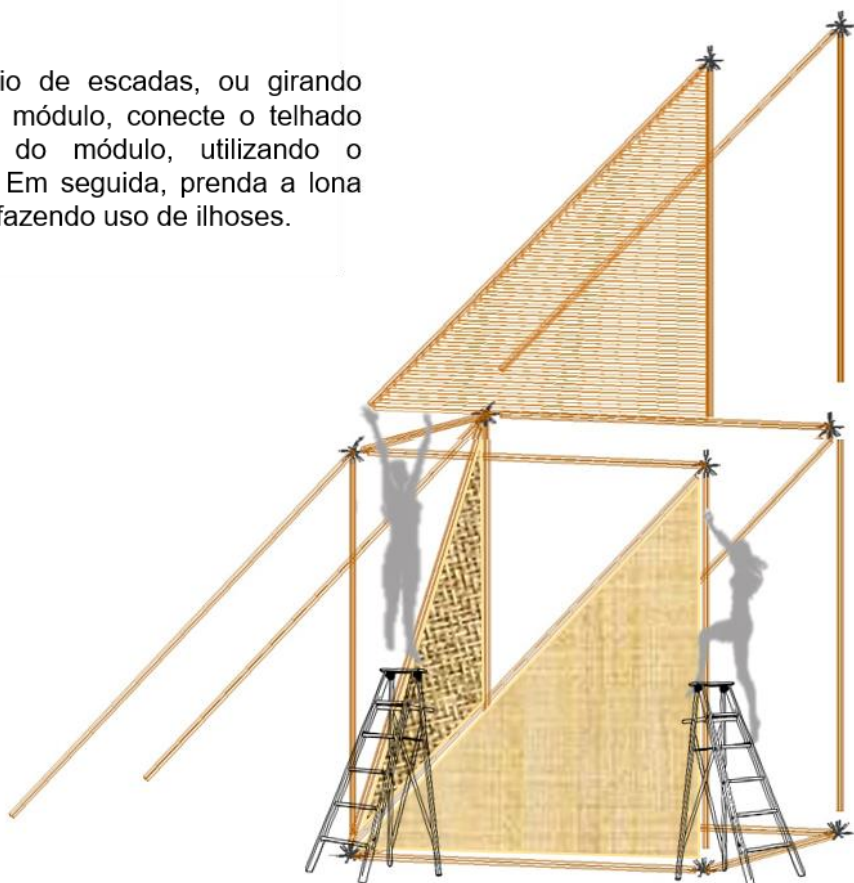 io de escadas, ou girando
módulo, conecte o telhado
do módulo, utilizando o
Em seguida, prenda a lona
fazendo uso de ilhoses.